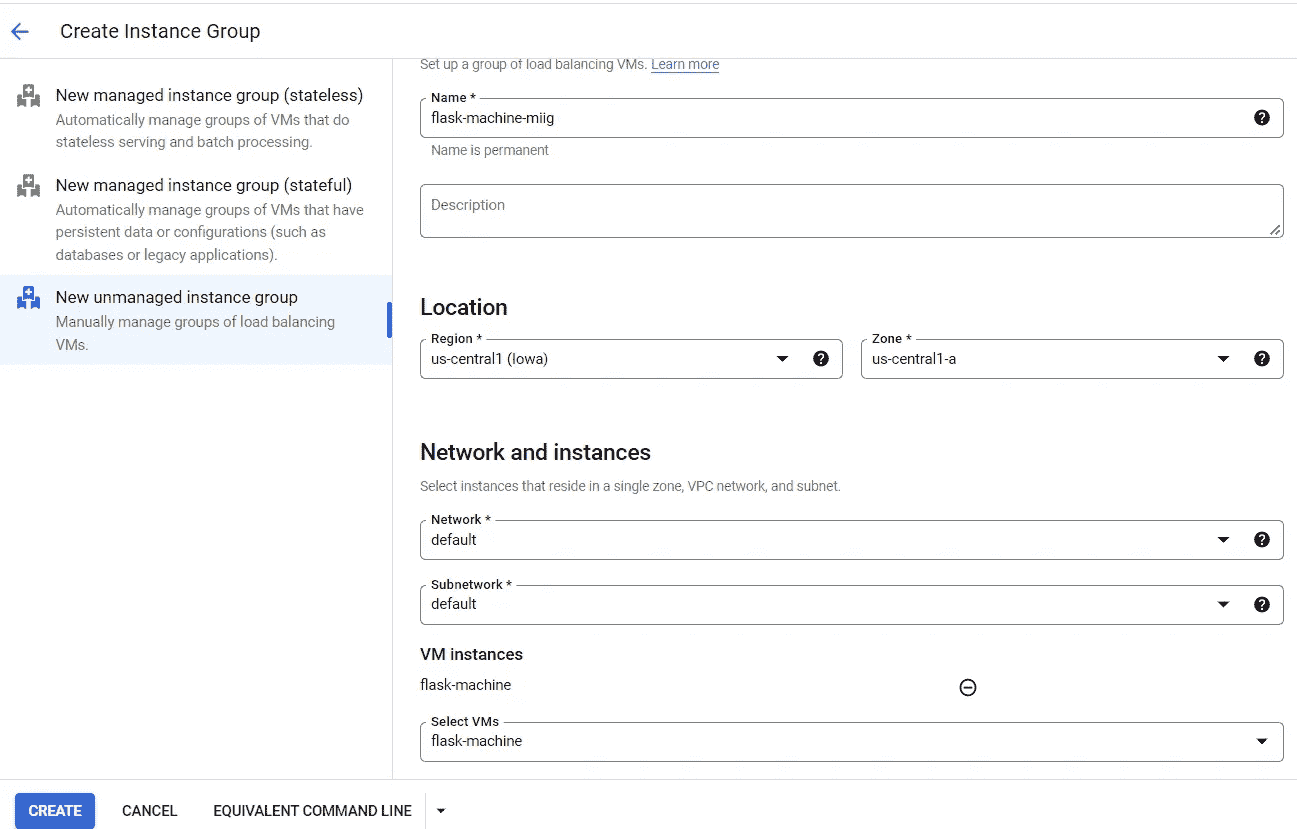 Create Instance Group
New managed instance group (stateless)
Automatically manage groups of VMs that do
stateless serving and batch processing.
New managed instance group (stateful)
Automatically manage groups of VMs that have
persistent data or configurations (such as
databases or legacy applications).
New unmanaged instance group
Manually manage groups of load balancing
VMs.
Set up a group of load balancing VMs. Learn more
Name *
flask-machine-miig
Name is permanent
Description
Location
Region *
us-central1 (Iowa)
Zone *
us-central1-a
Network and instances
Select instances that reside in a single zone, VPC network, and subnet.
Network *
default
Subnetwork *
default
VM instances
flask-machine
Select VMs
flask-machine
CREATE CANCEL EQUIVALENT COMMAND LINE